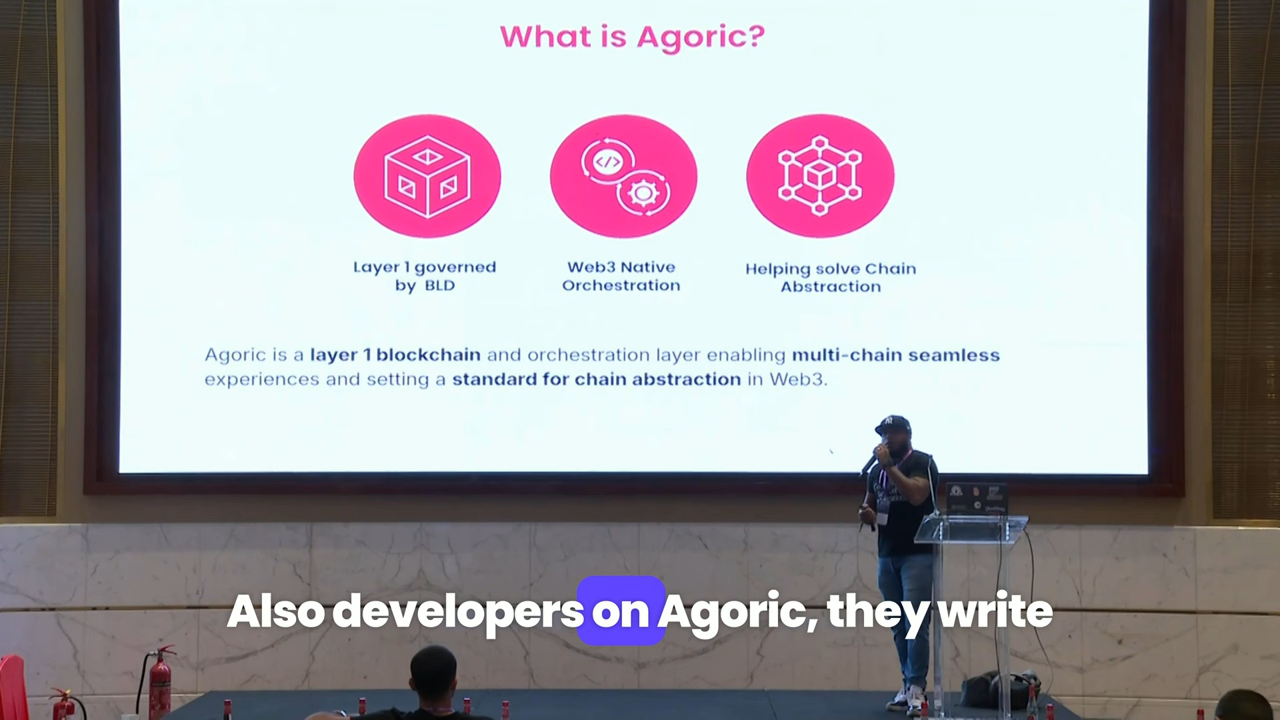 What is Agoric?
Layer 1 governed
by BLD
Web3 Native
Orchestration
Helping solve Chain
Abstraction
Agoric is a layer 1 blockchain and orchestration layer enabling multi-chain seamless
experiences and setting a standard for chain abstraction in Web3.
Also developers on Agoric, they write